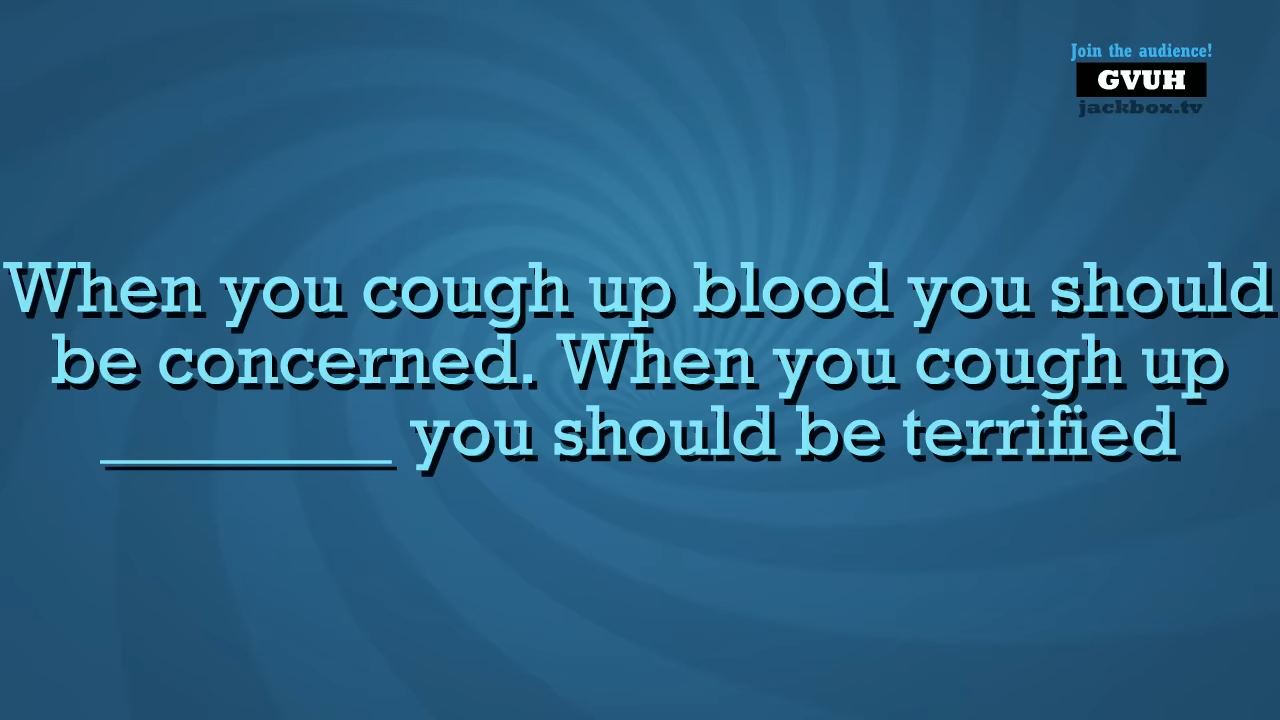 Join the audience!
GVUH
jackbox.tv
When you cough up blood you should
be concerned. When you cough up
________ you should be terrified